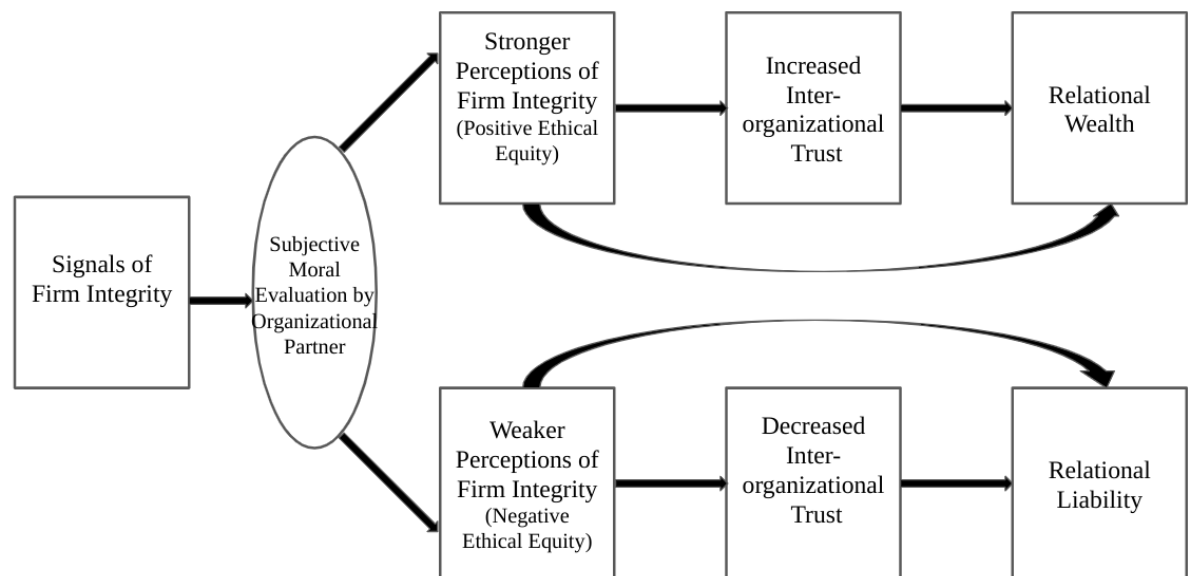 Signals of
Firm Integrity
Subjective
Moral
Evaluation by
Organizational
Partner
Stronger
Perceptions of
Firm Integrity
(Positive Ethical
Equity)
Increased
Inter-
organizational
Trust
Relational
Wealth
Weaker
Perceptions of
Firm Integrity
(Negative
Ethical Equity)
Decreased
Inter-
organizational
Trust
Relational
Liability